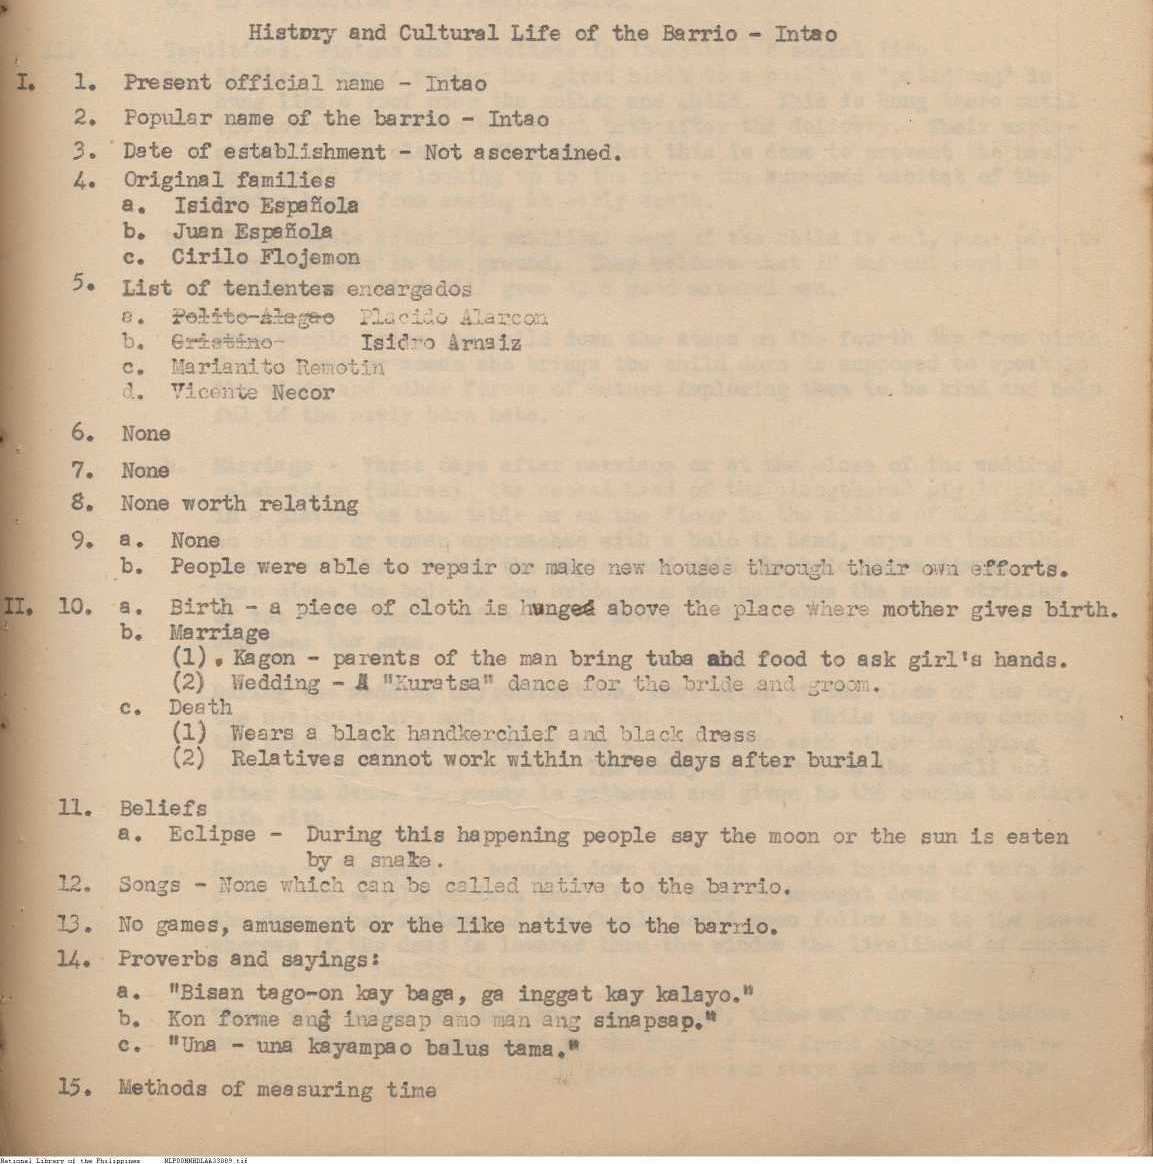 History and Cultural Life of the Barrio - Intao
I. 1. Present official name - Intao
2. Popular name of the barrio - Intao
3. Date of establishment - Not ascertained.
4. Original families
a. Isidro Española
b. Juan Española
c. Cirilo Flojemon
5. List of tenientes encargados
a. Polito Alagao Placido Alarcon
b. Cristino- Isidro Arnaiz
c. Marianito Remotin
d. Vicente Necor
6. None
7. None
8. None worth relating
9. a. None
b. People were able to repair or make new houses through their own efforts.
II. 10. a. Birth - a piece of cloth is hunged above the place where mother gives birth.
b. Marriage
(1). Kagon - parents of the man bring tuba and food to ask girl's hands.
(2) Wedding - A "Kuratsa" dance for the bride and groom.
c. Death
(1) Wears a black handkerchief and black dress
(2) Relatives cannot work within three days after burial
11. Beliefs
a. Eclipse - During this happening people say the moon or the sun is eaten
by a snake.
12. Songs - None which can be called native to the barrio.
13. No games, amusement or the like native to the barrio.
14. Proverbs and sayings:
a. "Bisan tago-on kay baga, ga inggat kay kalayo."
b. Kon forme ang inagsap amo man ang sinapsap."
c. "Una - una kayampao balus tama."
15. Methods of measuring time
National Library of the Philippines NLPOONNHDLAA33889.tif